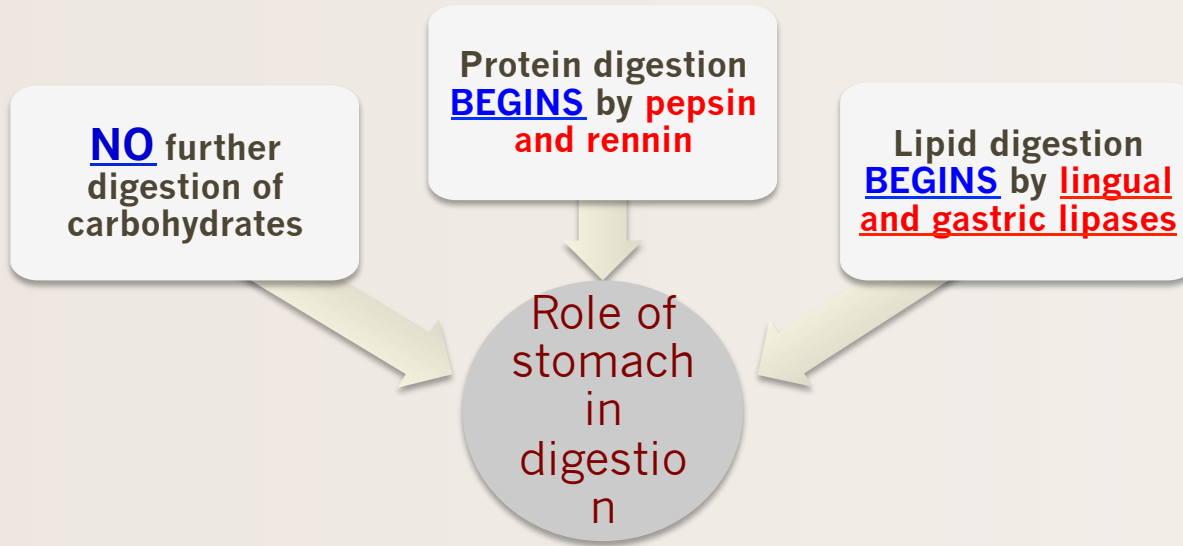 NO further
digestion of
carbohydrates
Protein digestion
BEGINS by pepsin
and rennin
Lipid digestion
BEGINS by lingual
and gastric lipases
Role of
stomach
in
digestio
n